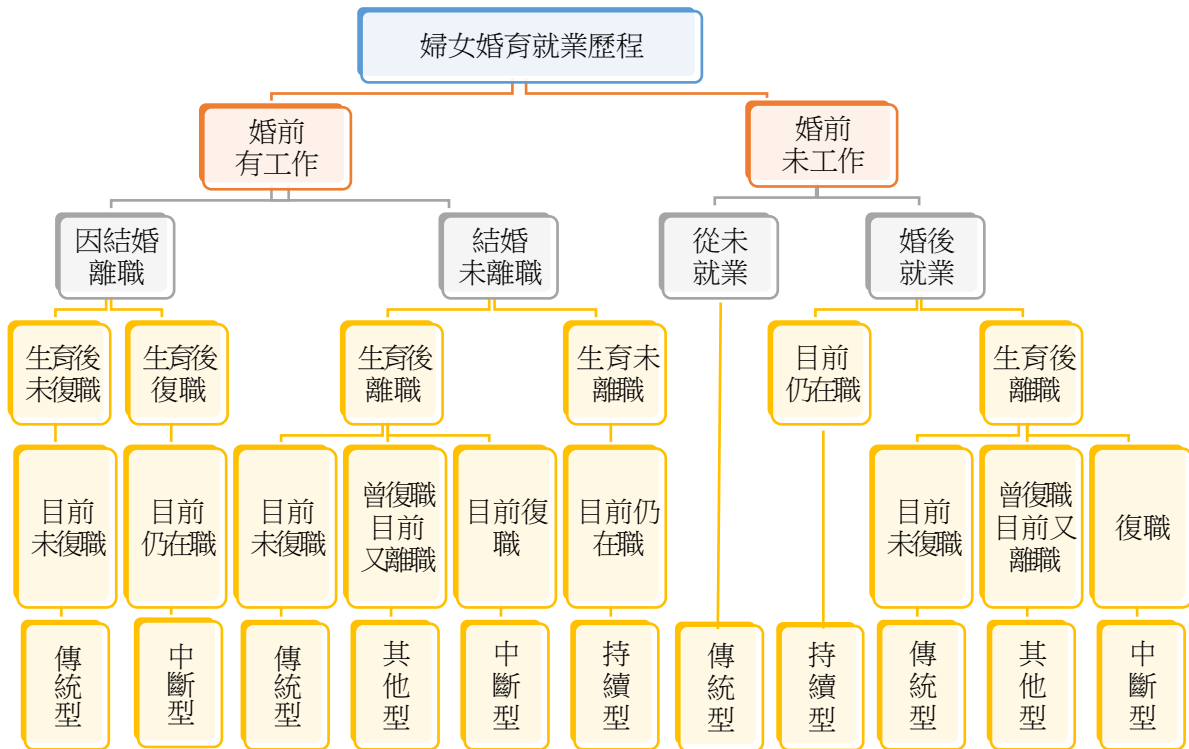 婦女婚育就業歷程
婚前
有工作
婚前
未工作
因結婚
離職
結婚
未離職
從未
就業
婚後
就業
生育後
未復職
生育後
復職
生育後
離職
生育未
離職
目前
仍在職
生育後
離職
目前
未復職
目前
仍在職
目前
未復職
曾復職
目前
又離職
目前復
職
目前仍
在職
目前
未復職
曾復職
目前又
離職
復職
傳統型
中斷型
傳統型
其他型
中斷型
持續型
傳統型
持續型
傳統型
其他型
中斷型